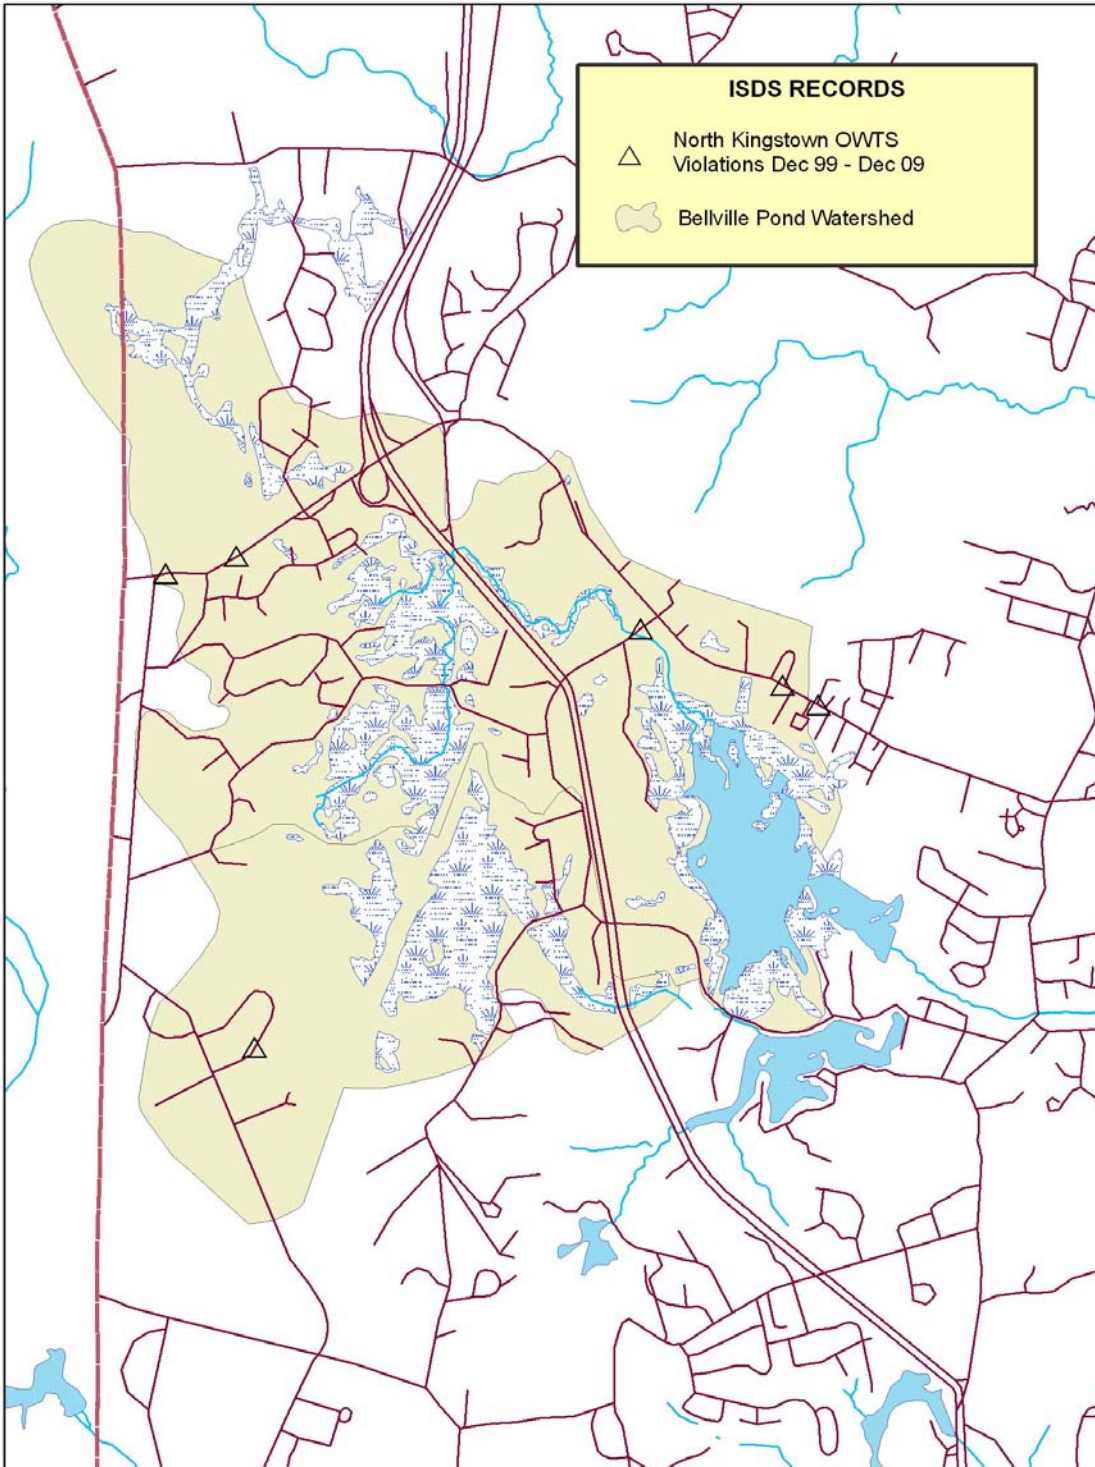 ISDS RECORDS
North Kingstown OWTS
Violations Dec 99 - Dec 09
Bellville Pond Watershed